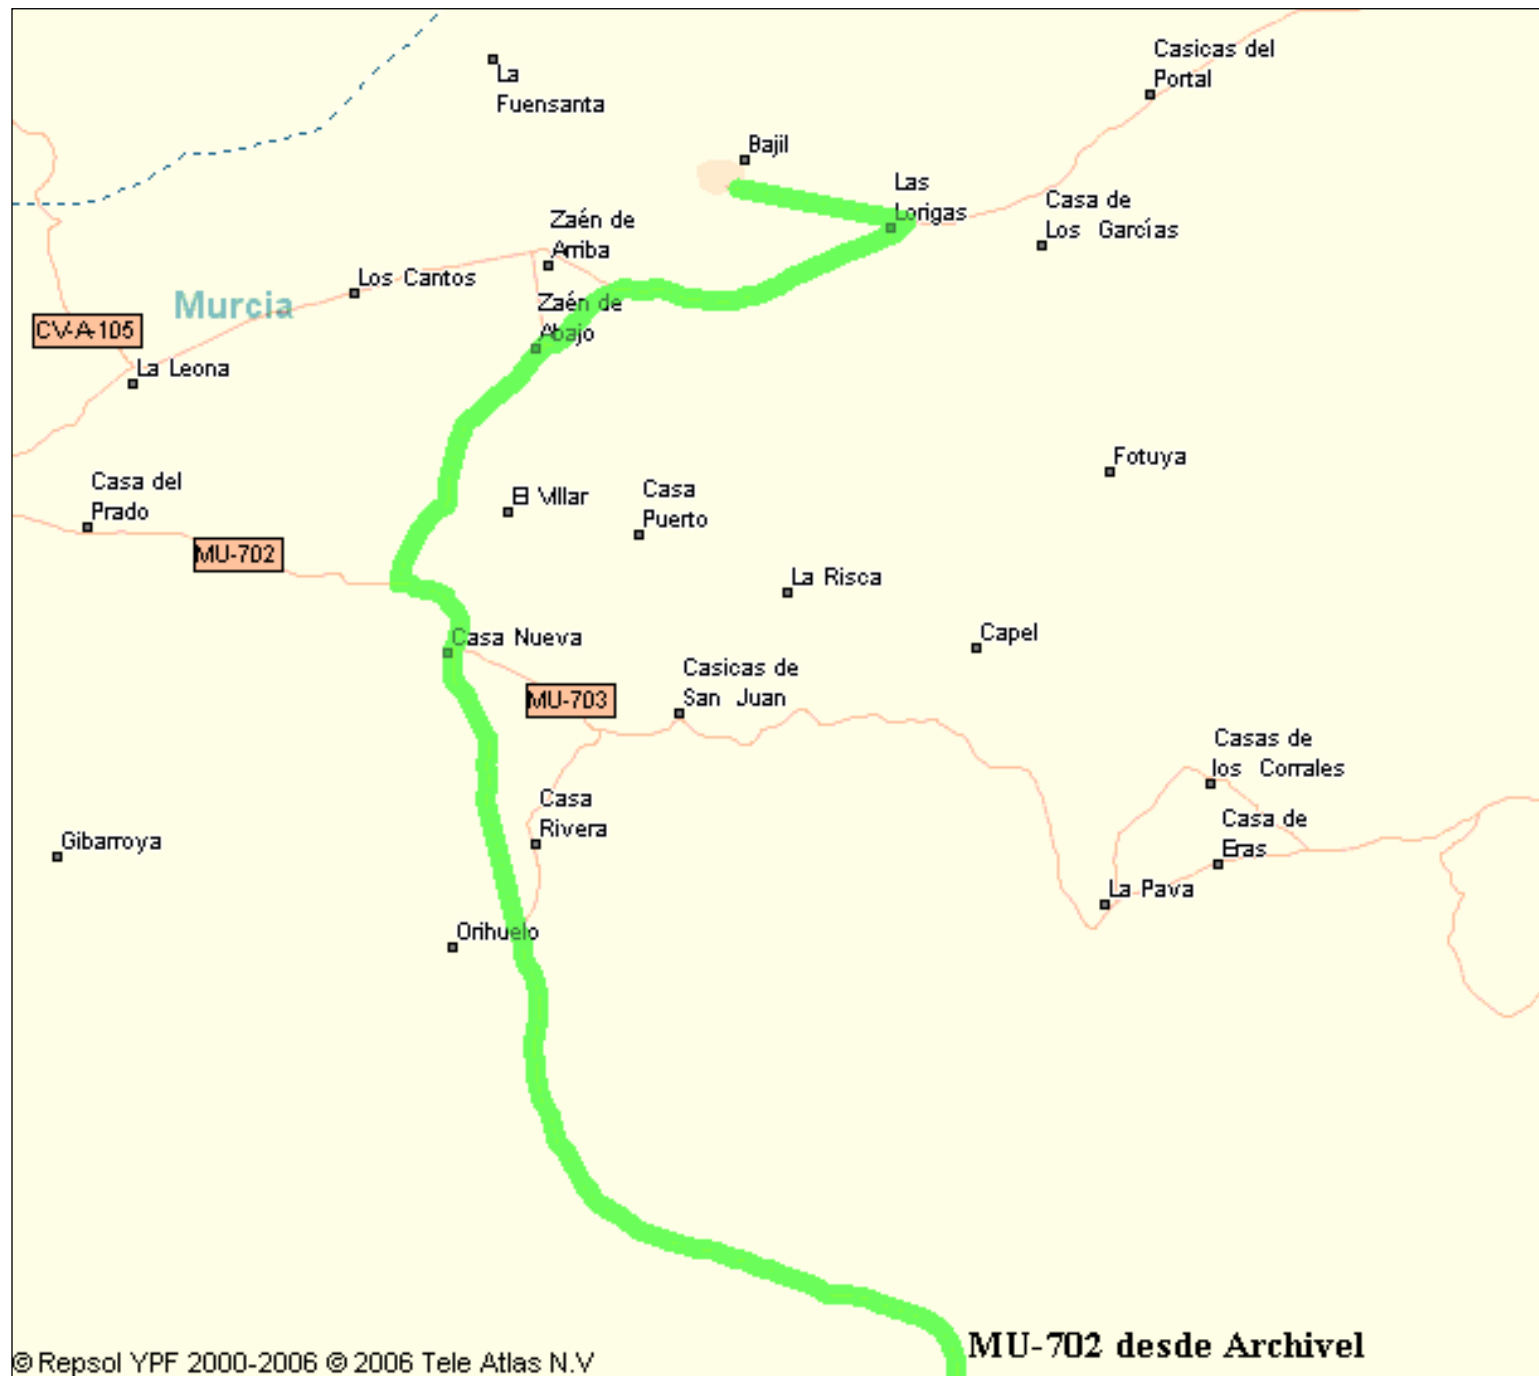 La
Fuensanta
Casicas del
Portal
Bajil
Las
Lorigas
Casa de
Los Garcías
Zaén de
Arriba
Los Cantos
Murcia
Zaén de
Abajo
CV-A-105
La Leona
Fotuya
Casa del
Prado
El Villar
Casa
Puerto
MU-702
La Risca
Capel
Casa Nueva
Casicas de
San Juan
MU-703
Casas de
los Corrales
Casa
Rivera
Casa de
Eras
Gibarroya
La Pava
Orihuelo
MU-702 desde Archivel
© Repsol YPF 2000-2006 © 2006 Tele Atlas N.V